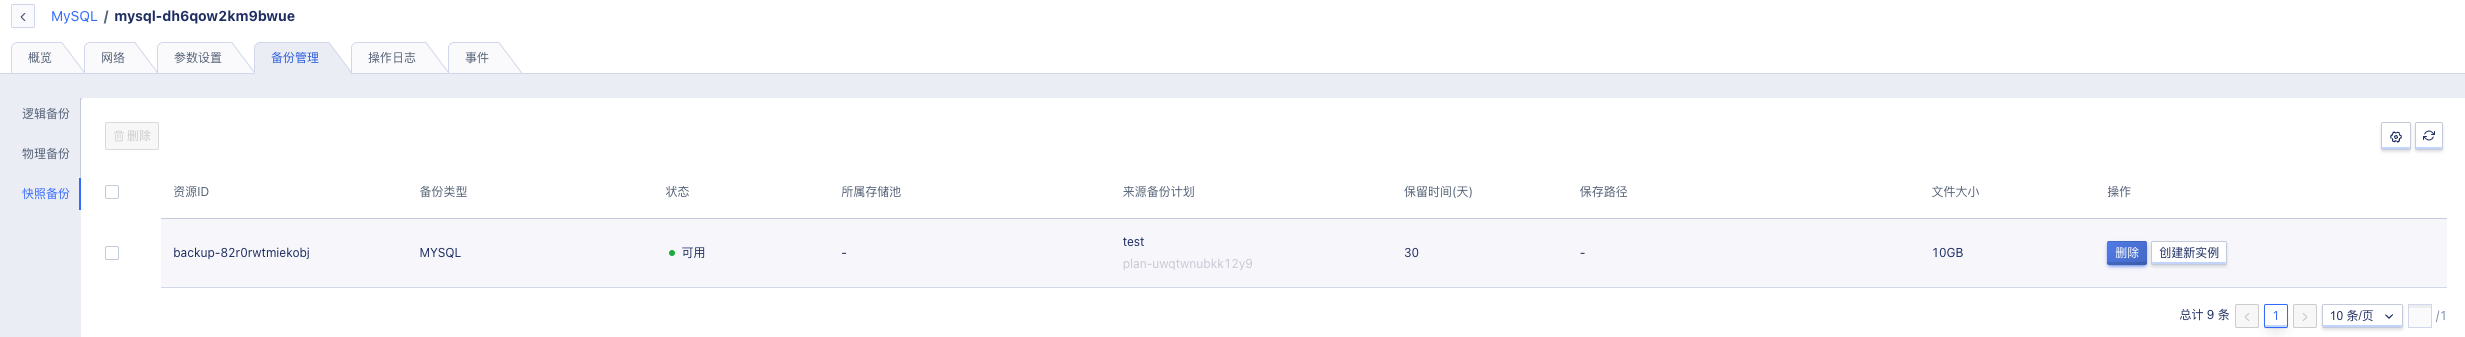 MySQL / mysql-dh6qow2km9bwue
概览 网络 参数设置 备份管理 操作日志 事件
逻辑备份
物理备份
快照备份
删除
资源ID 备份类型 状态 所属存储池 来源备份计划 保留时间(天) 保存路径 文件大小 操作
backup-82r0rwtmiekobj MYSQL 可用 - test 30 - 10GB 删除 创建新实例
plan-uwqtwnubkk12y9
总计 9 条 < 1 > 10 条/页 /1